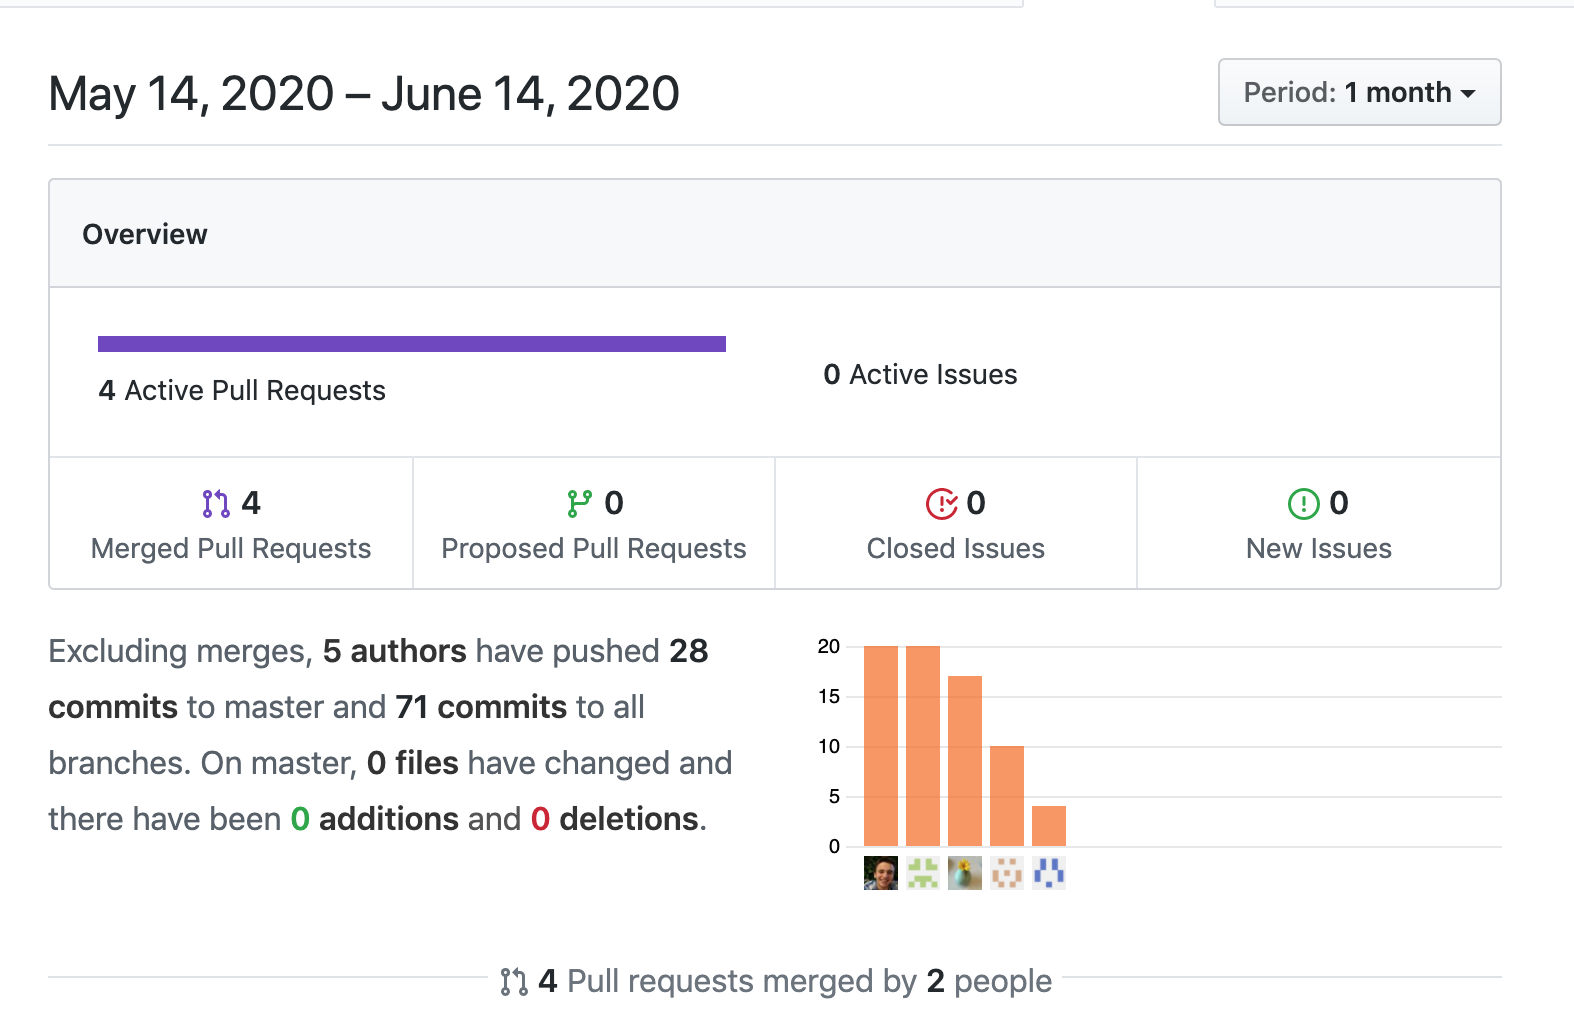 May 14, 2020 – June 14, 2020
Period: 1 month
Overview
4 Active Pull Requests
0 Active Issues
4
Merged Pull Requests
0
Proposed Pull Requests
0
Closed Issues
0
New Issues
Excluding merges, 5 authors have pushed 28
commits to master and 71 commits to all
branches. On master, 0 files have changed and
there have been 0 additions and 0 deletions.
20
15
10
5
0
4 Pull requests merged by 2 people